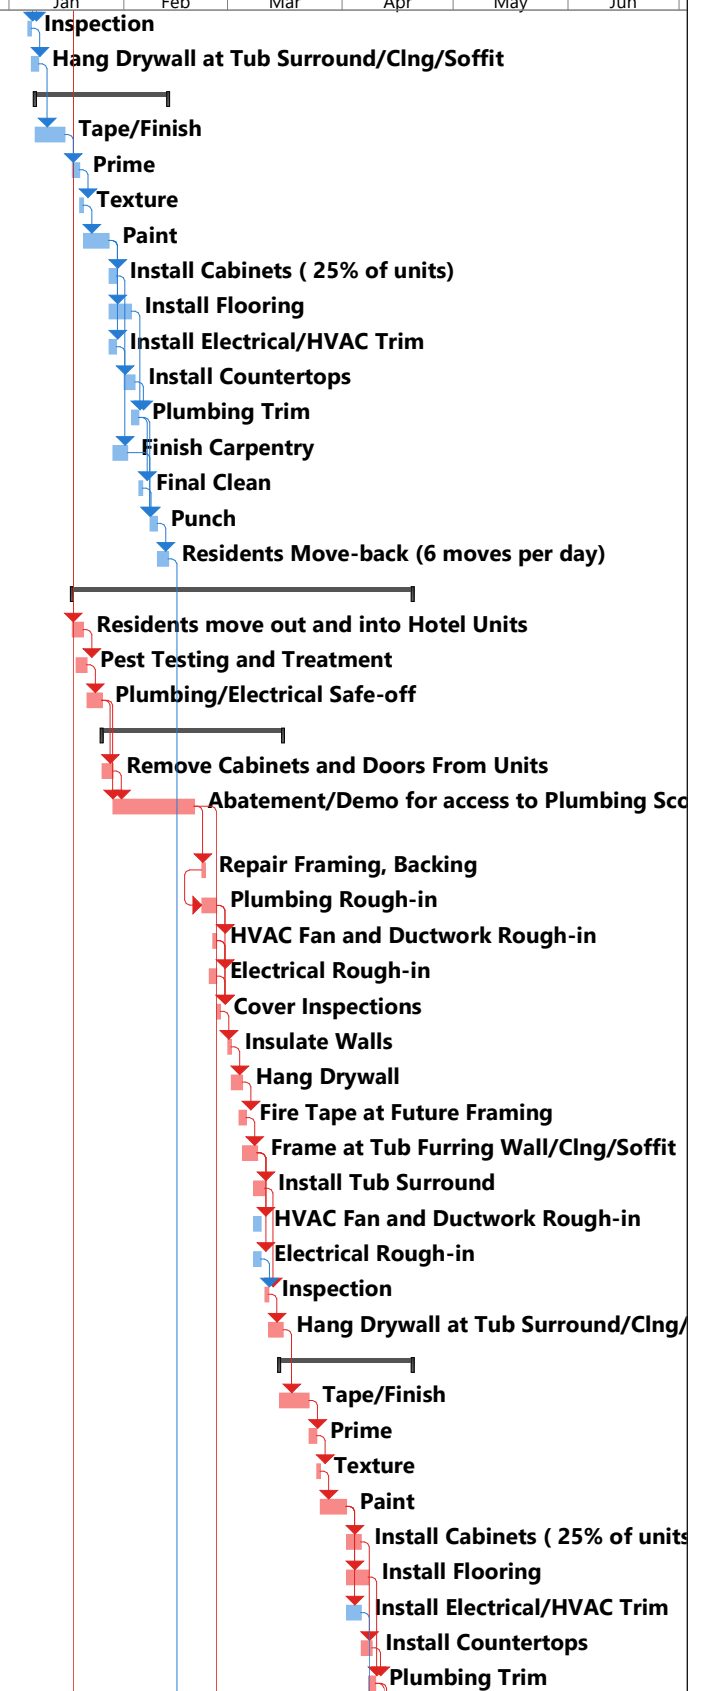 Jan Feb Mar Apr May Jun
Inspection
Hang Drywall at Tub Surround/Clng/Soffit
Tape/Finish
Prime
Texture
Paint
Install Cabinets ( 25% of units)
Install Flooring
Install Electrical/HVAC Trim
Install Countertops
Plumbing Trim
Finish Carpentry
Final Clean
Punch
Residents Move-back (6 moves per day)
Residents move out and into Hotel Units
Pest Testing and Treatment
Plumbing/Electrical Safe-off
Remove Cabinets and Doors From Units
Abatement/Demo for access to Plumbing Sco
Repair Framing, Backing
Plumbing Rough-in
HVAC Fan and Ductwork Rough-in
Electrical Rough-in
Cover Inspections
Insulate Walls
Hang Drywall
Fire Tape at Future Framing
Frame at Tub Furring Wall/Clng/Soffit
Install Tub Surround
HVAC Fan and Ductwork Rough-in
Electrical Rough-in
Inspection
Hang Drywall at Tub Surround/Clng/
Tape/Finish
Prime
Texture
Paint
Install Cabinets ( 25% of units
Install Flooring
Install Electrical/HVAC Trim
Install Countertops
Plumbing Trim